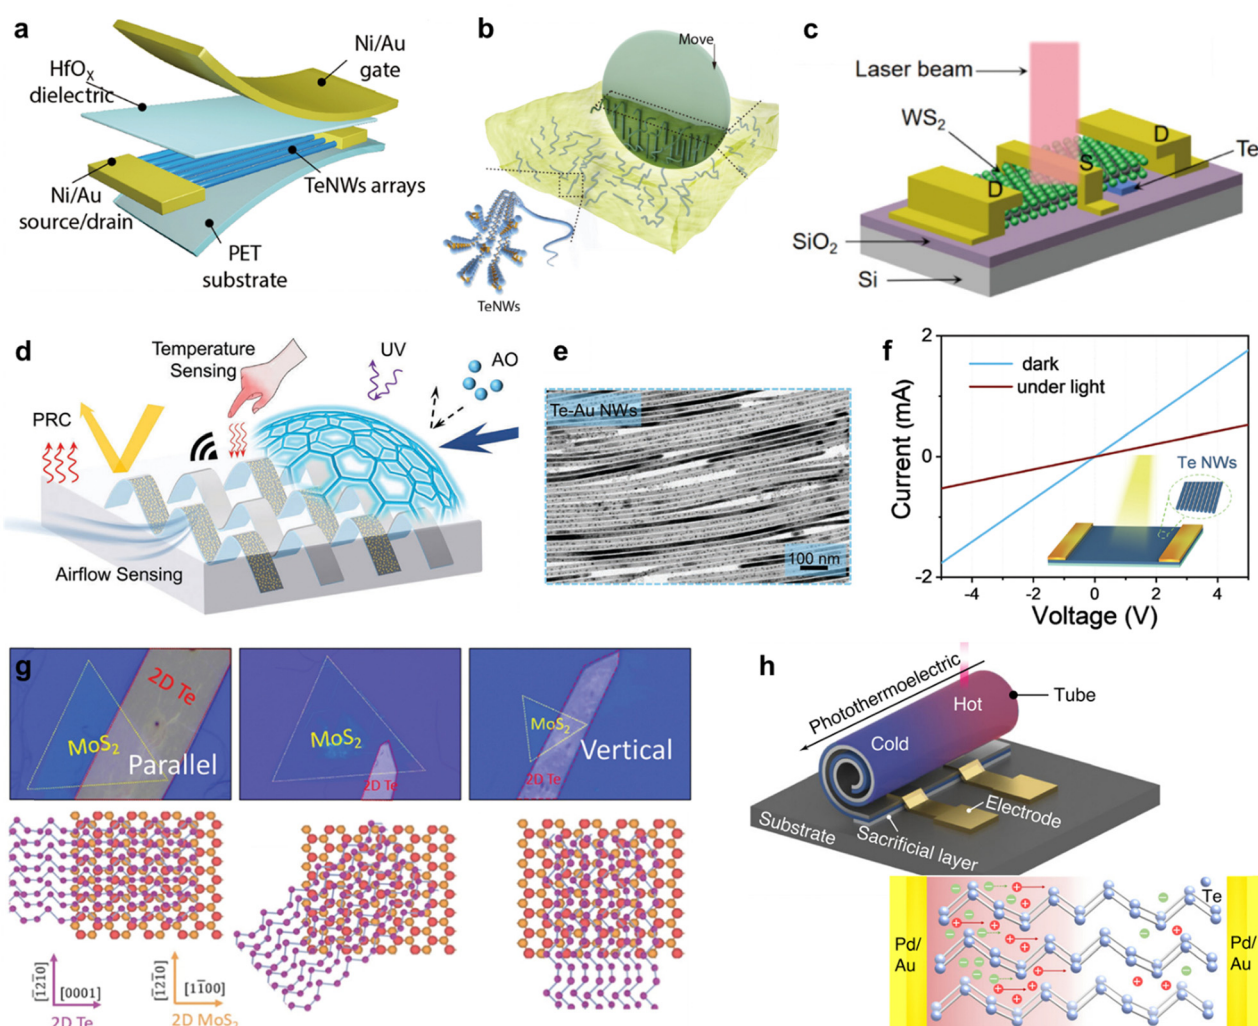 a
Ni/Au
gate
HfOₓ
dielectric
TeNWs arrays
Ni/Au
source/drain
PET
substrate
b
Move
TeNWs
c
Laser beam
WS₂
D
S
D
Te
SiO₂
Si
d
Temperature
Sensing
UV
AO
PRC
Airflow Sensing
e
Te-Au NWs
100 nm
f
2
0
-2
Current (mA)
dark
under light
Te NWs
-4
-2
0
2
4
Voltage (V)
g
2D Te
MoS₂
Parallel
MoS₂
2D Te
MoS₂
Vertical
2D Te
[1̄21̄0]
[0001]
2D Te
[1̄21̄0]
[11̄00]
2D MoS₂
h
Photothermoelectric
Hot
Tube
Cold
Electrode
Substrate
Sacrificial layer
Te
Pd/
Au
Pd/
Au